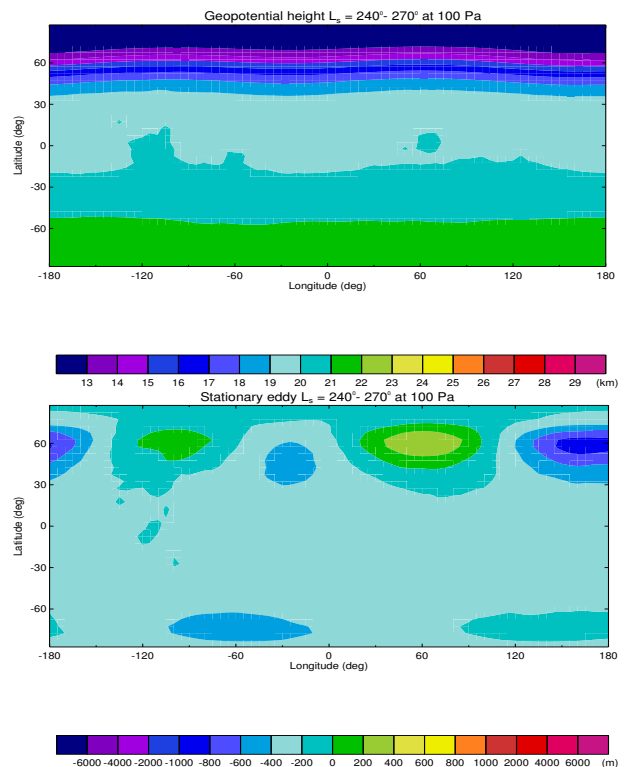 Geopotential height Ls = 240°- 270° at 100 Pa
60
30
0
-30
-60
Latitude (deg)
-180 -120 -60 0 60 120 180
Longitude (deg)
13 14 15 16 17 18 19 20 21 22 23 24 25 26 27 28 29 (km)
Stationary eddy Ls = 240°- 270° at 100 Pa
60
30
0
-60
Latitude (deg)
-180 -120 -60 0 60 120 180
Longitude (deg)
-6000 -4000 -2000 -1000 -800 -600 -400 -200 0 200 400 600 800 1000 2000 4000 6000 (m)